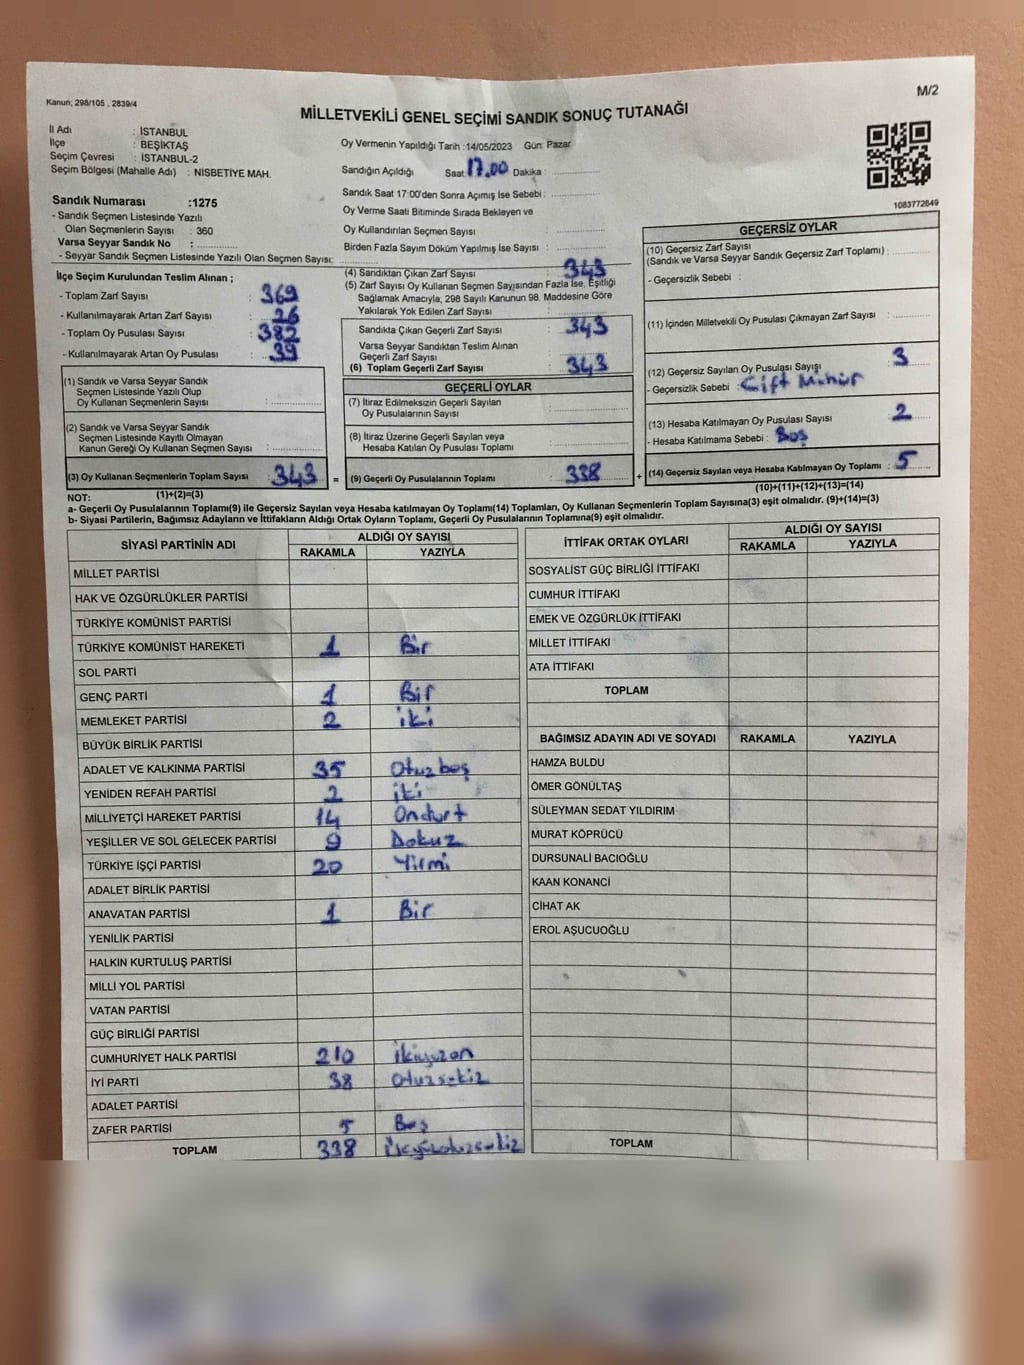 Kanun; 298/105 , 2839/4
M/2
MİLLETVEKİLİ GENEL SEÇİMİ SANDIK SONUÇ TUTANAĞI
İl Adı : İSTANBUL
İlçe : BEŞİKTAŞ
Seçim Çevresi : İSTANBUL-2
Seçim Bölgesi (Mahalle Adı) : NISBETİYE MAH.
Sandık Numarası :1275
- Sandık Seçmen Listesinde Yazılı
Olan Seçmenlerin Sayısı : 360
Varsa Seyyar Sandık No :
- Seyyar Sandık Seçmen Listesinde Yazılı Olan Seçmen Sayısı:
Oy Vermenin Yapıldığı Tarih :14/05/2023 Gün: Pazar
Sandığın Açıldığı Saat 17.00 Dakika :
Sandık Saat 17:00'den Sonra Açımış İse Sebebi :
Oy Verme Saati Bitiminde Sırada Bekleyen ve
Oy Kullandırılan Seçmen Sayısı :
Birden Fazla Sayım Döküm Yapılmış İse Sayısı :
1083772649
İlçe Seçim Kurulundan Teslim Alınan ;
- Toplam Zarf Sayısı : 369
- Kullanılmayarak Artan Zarf Sayısı : 26
- Toplam Oy Pusulası Sayısı : 382
- Kullanılmayarak Artan Oy Pusulası : 39
(1) Sandık ve Varsa Seyyar Sandık
Seçmen Listesinde Yazılı Olup
Oy Kullanan Seçmenlerin Sayısı :
(2) Sandık ve Varsa Seyyar Sandık
Seçmen Listesinde Kayıtlı Olmayan
Kanun Gereği Oy Kullanan Seçmen Sayısı :
(3) Oy Kullanan Seçmenlerin Toplam Sayısı : 343
(1)+(2)=(3)
(4) Sandıktan Çıkan Zarf Sayısı : 343
(5) Zarf Sayısı Oy Kullanan Seçmen Sayısından Fazla İse, Eşitliği
Sağlamak Amacıyla; 298 Sayılı Kanunun 98. Maddesine Göre
Yakılarak Yok Edilen Zarf Sayısı :
Sandıkta Çıkan Geçerli Zarf Sayısı : 343
Varsa Seyyar Sandıktan Teslim Alınan
Geçerli Zarf Sayısı :
(6) Toplam Geçerli Zarf Sayısı : 343
GEÇERLİ OYLAR
(7) İtiraz Edilmeksizin Geçerli Sayılan
Oy Pusulalarının Sayısı :
(8) İtiraz Üzerine Geçerli Sayılan veya
Hesaba Katılan Oy Pusulası Toplamı :
= (9) Geçerli Oy Pusulalarının Toplamı : 338 +
GEÇERSİZ OYLAR
(10) Geçersiz Zarf Sayısı
(Sandık ve Varsa Seyyar Sandık Geçersiz Zarf Toplamı) :
- Geçersizlik Sebebi :
(11) İçinden Milletvekili Oy Pusulası Çıkmayan Zarf Sayısı :
(12) Geçersiz Sayılan Oy Pusulası Sayısı : 3
- Geçersizlik Sebebi : Çift Mühür
(13) Hesaba Katılmayan Oy Pusulası Sayısı : 2
- Hesaba Katılmama Sebebi : Boş
(14) Geçersiz Sayılan veya Hesaba Katılmayan Oy Toplamı : 5
(10)+(11)+(12)+(13)=(14)
NOT:
a- Geçerli Oy Pusulalarının Toplamı(9) ile Geçersiz Sayılan veya Hesaba katılmayan Oy Toplamı(14) Toplamları, Oy Kullanan Seçmenlerin Toplam Sayısına(3) eşit olmalıdır. (9)+(14)=(3)
b- Siyasi Partilerin, Bağımsız Adayların ve İttifakların Aldığı Ortak Oyların Toplamı, Geçerli Oy Pusulalarının Toplamına(9) eşit olmalıdır.
SİYASİ PARTİNİN ADI ALDIĞI OY SAYISI
RAKAMLA YAZIYLA
MİLLET PARTİSİ
HAK VE ÖZGÜRLÜKLER PARTİSİ
TÜRKİYE KOMÜNİST PARTİSİ
TÜRKİYE KOMÜNİST HAREKETİ 1 Bir
SOL PARTİ
GENÇ PARTİ 1 Bir
MEMLEKET PARTİSİ 2 iki
BÜYÜK BİRLİK PARTİSİ
ADALET VE KALKINMA PARTİSİ 35 Otuzbeş
YENİDEN REFAH PARTİSİ 2 iki
MİLLİYETÇİ HAREKET PARTİSİ 14 Ondört
YEŞİLLER VE SOL GELECEK PARTİSİ 9 Dokuz
TÜRKİYE İŞÇİ PARTİSİ 20 Yirmi
ADALET BİRLİK PARTİSİ
ANAVATAN PARTİSİ 1 Bir
YENİLİK PARTİSİ
HALKIN KURTULUŞ PARTİSİ
MİLLİ YOL PARTİSİ
VATAN PARTİSİ
GÜÇ BİRLİĞİ PARTİSİ
CUMHURİYET HALK PARTİSİ 210 ikiyüzon
İYİ PARTİ 38 Otuzsekiz
ADALET PARTİSİ
ZAFER PARTİSİ 5 Beş
TOPLAM 338
İTTİFAK ORTAK OYLARI ALDIĞI OY SAYISI
RAKAMLA YAZIYLA
SOSYALİST GÜÇ BİRLİĞİ İTTİFAKI
CUMHUR İTTİFAKI
EMEK VE ÖZGÜRLÜK İTTİFAKI
MİLLET İTTİFAKI
ATA İTTİFAKI
TOPLAM
BAĞIMSIZ ADAYIN ADI VE SOYADI RAKAMLA YAZIYLA
HAMZA BULDU
ÖMER GÖNÜLTAŞ
SÜLEYMAN SEDAT YILDIRIM
MURAT KÖPRÜCÜ
DURSUNALİ BACIOĞLU
KAAN KONANCİ
CİHAT AK
EROL AŞUCUOĞLU
TOPLAM